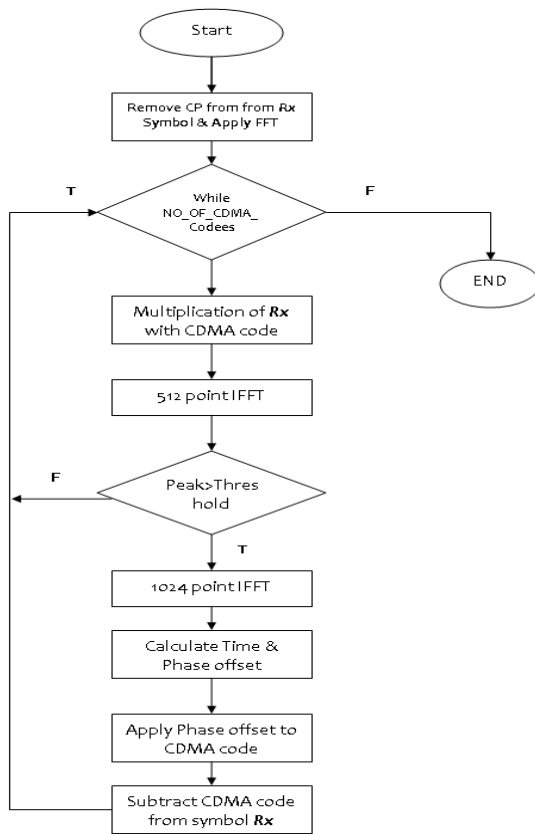 Start
Remove CP from from Rx
Symbol & Apply FFT
T
F
While
NO_OF_CDMA_
Codees
END
Multiplication of Rx
with CDMA code
512 point IFFT
F
Peak>Thres
hold
T
1024 point IFFT
Calculate Time &
Phase offset
Apply Phase offset to
CDMA code
Subtract CDMA code
from symbol Rx